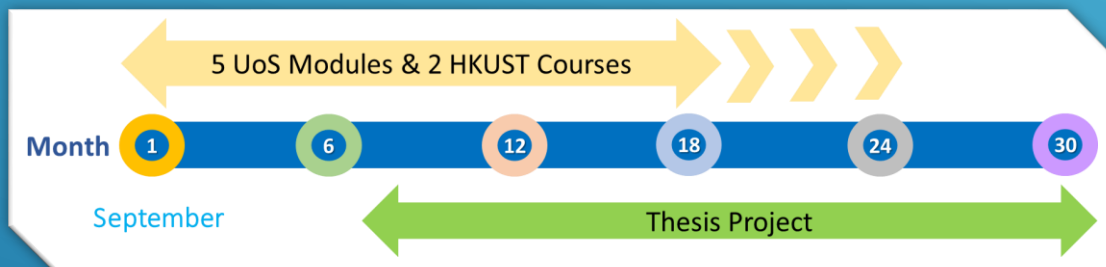 5 UoS Modules & 2 HKUST Courses
Month 1 6 12 18 24 30
September
Thesis Project